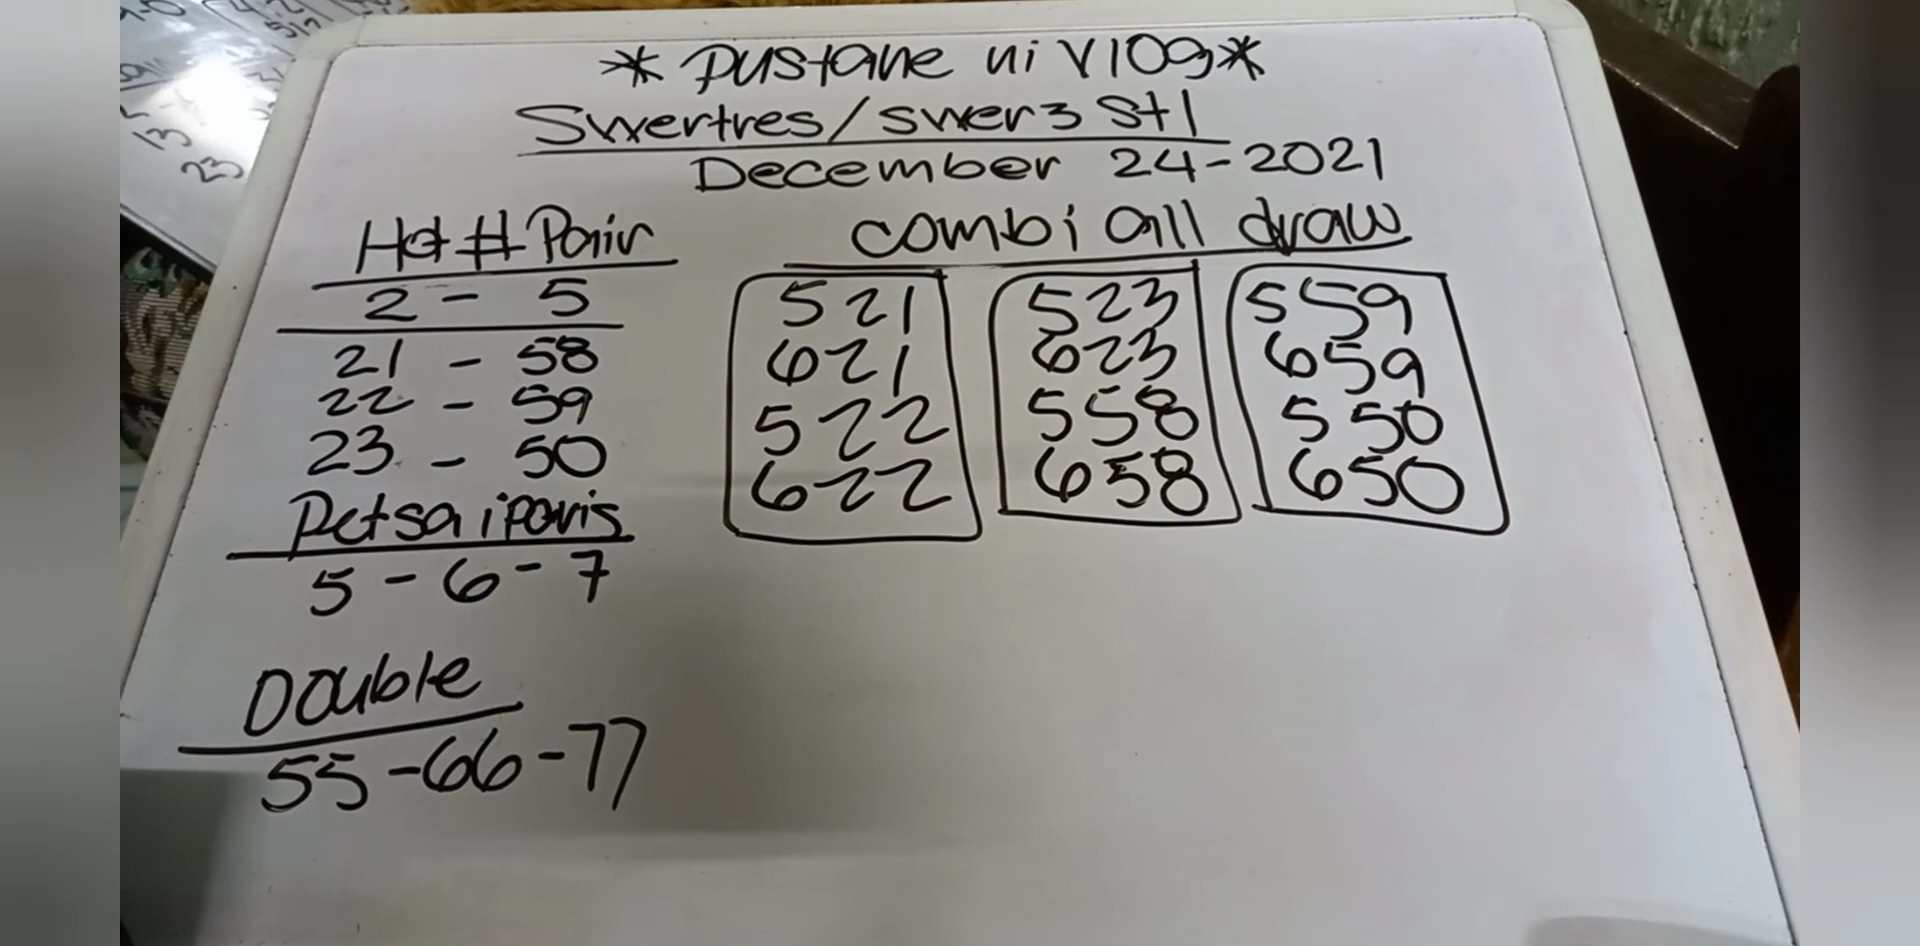 * Pustane ni Vlog *
Swertres/swer3 Stl
December 24-2021
Hot # Pair
2 - 5
21 - 58
22 - 59
23 - 50
Petsa iparis
5 - 6 - 7
Double
55-66-77
combi all draw
521
621
522
622
523
623
558
658
559
659
550
650
13
23